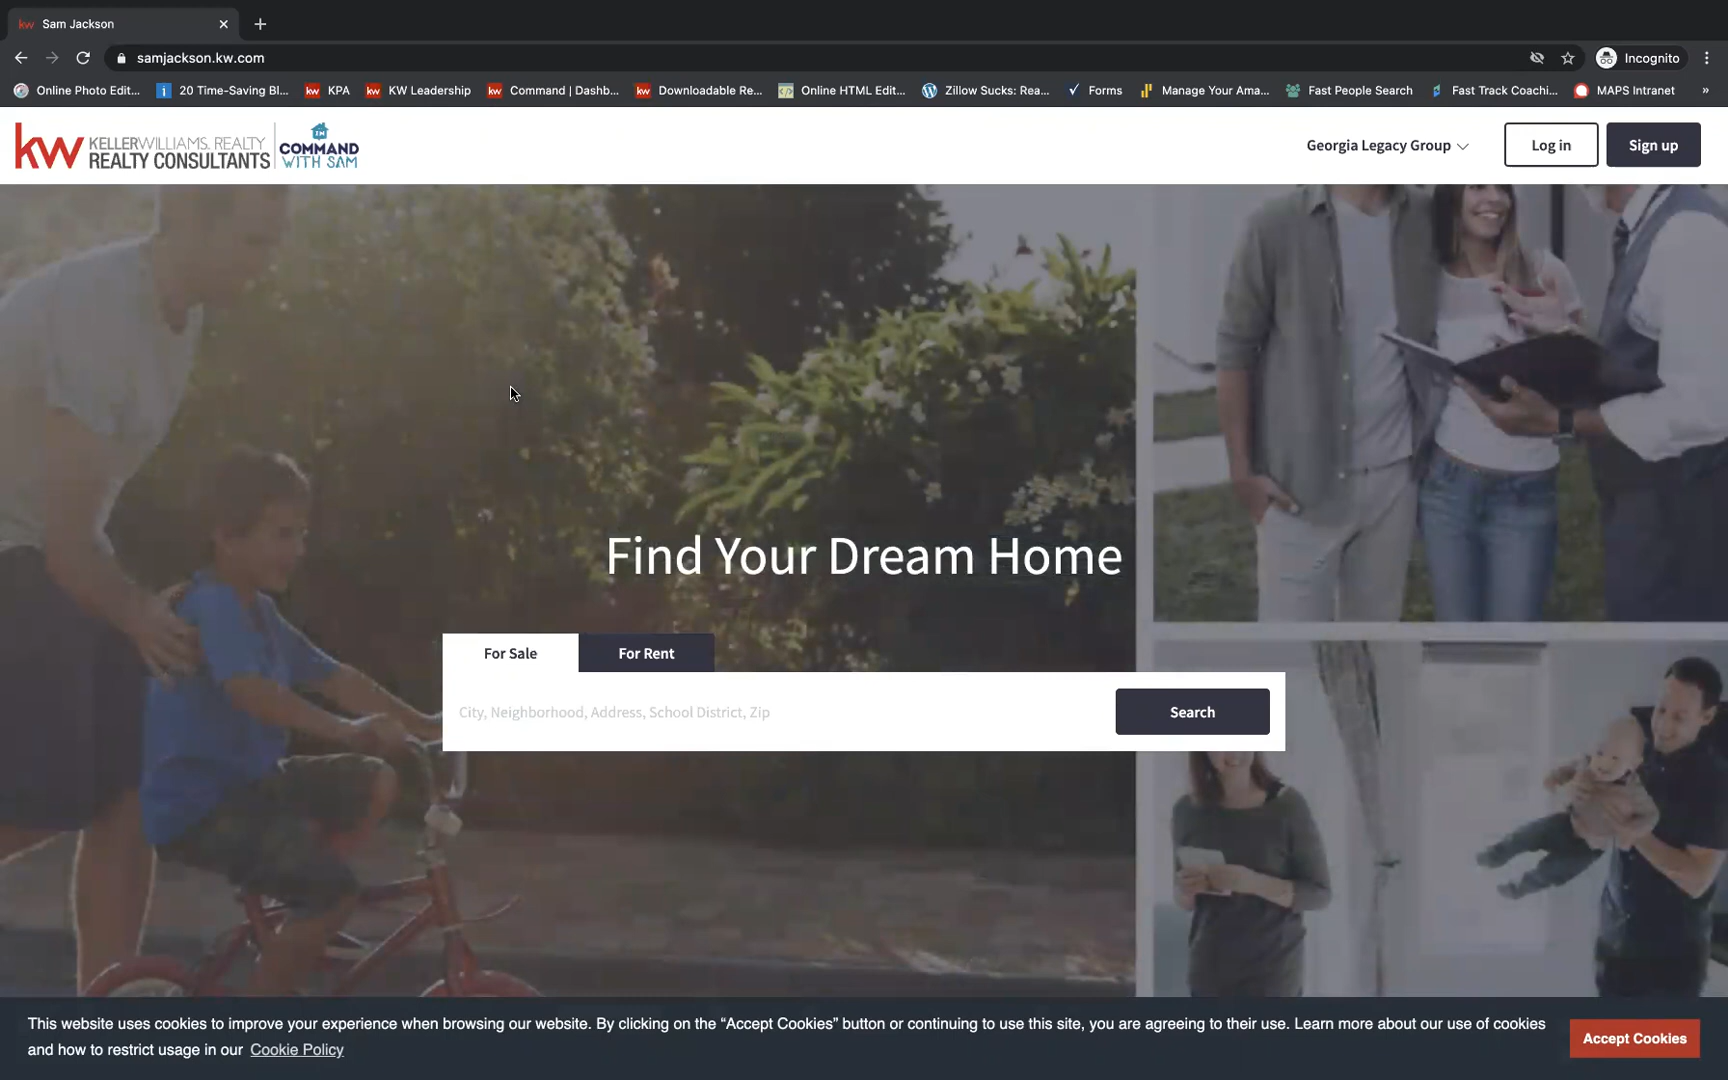 kw Sam Jackson
samjackson.kw.com
Incognito
Online Photo Edit...
20 Time-Saving Bl...
kw KPA
kw KW Leadership
kw Command | Dashb...
kw Downloadable Re...
Online HTML Edit...
Zillow Sucks: Rea...
Forms
Manage Your Ama...
Fast People Search
Fast Track Coachi...
MAPS Intranet
»
kw KELLERWILLIAMS. REALTY
REALTY CONSULTANTS
COMMAND
WITH SAM
Georgia Legacy Group
Log in
Sign up
Find Your Dream Home
For Sale
For Rent
City, Neighborhood, Address, School District, Zip
Search
This website uses cookies to improve your experience when browsing our website. By clicking on the “Accept Cookies” button or continuing to use this site, you are agreeing to their use. Learn more about our use of cookies
and how to restrict usage in our Cookie Policy
Accept Cookies